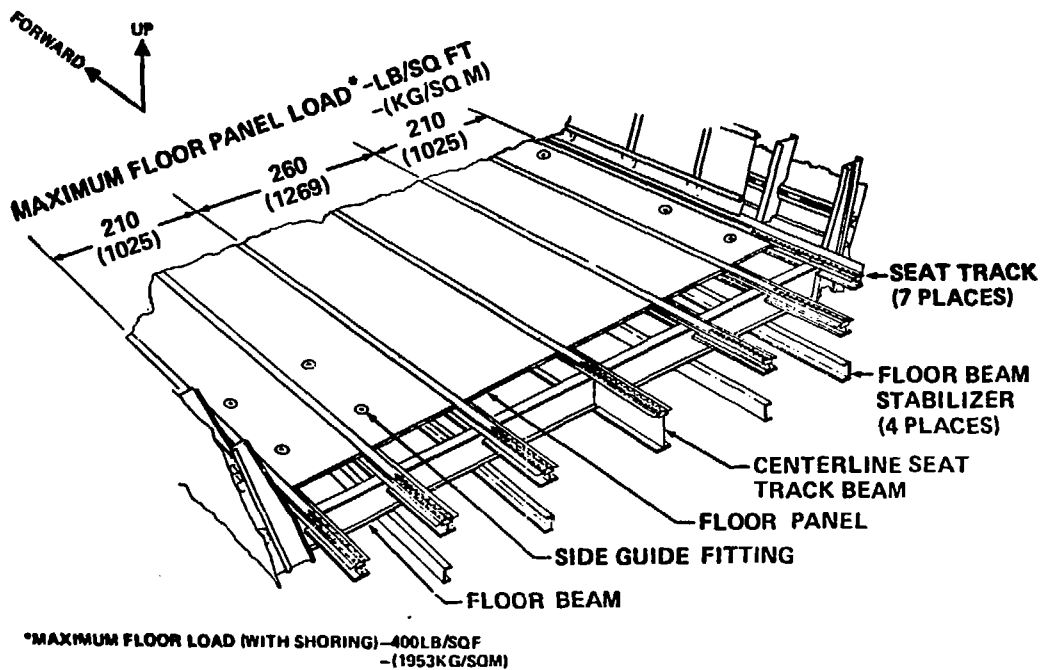 FORWARD
UP
MAXIMUM FLOOR PANEL LOAD* -LB/SQ FT
-(KG/SQ M)
210
(1025)
260
(1269)
210
(1025)
SEAT TRACK
(7 PLACES)
FLOOR BEAM
STABILIZER
(4 PLACES)
CENTERLINE SEAT
TRACK BEAM
FLOOR PANEL
SIDE GUIDE FITTING
FLOOR BEAM
*MAXIMUM FLOOR LOAD (WITH SHORING)-400LB/SQF
-(1953KG/SQM)